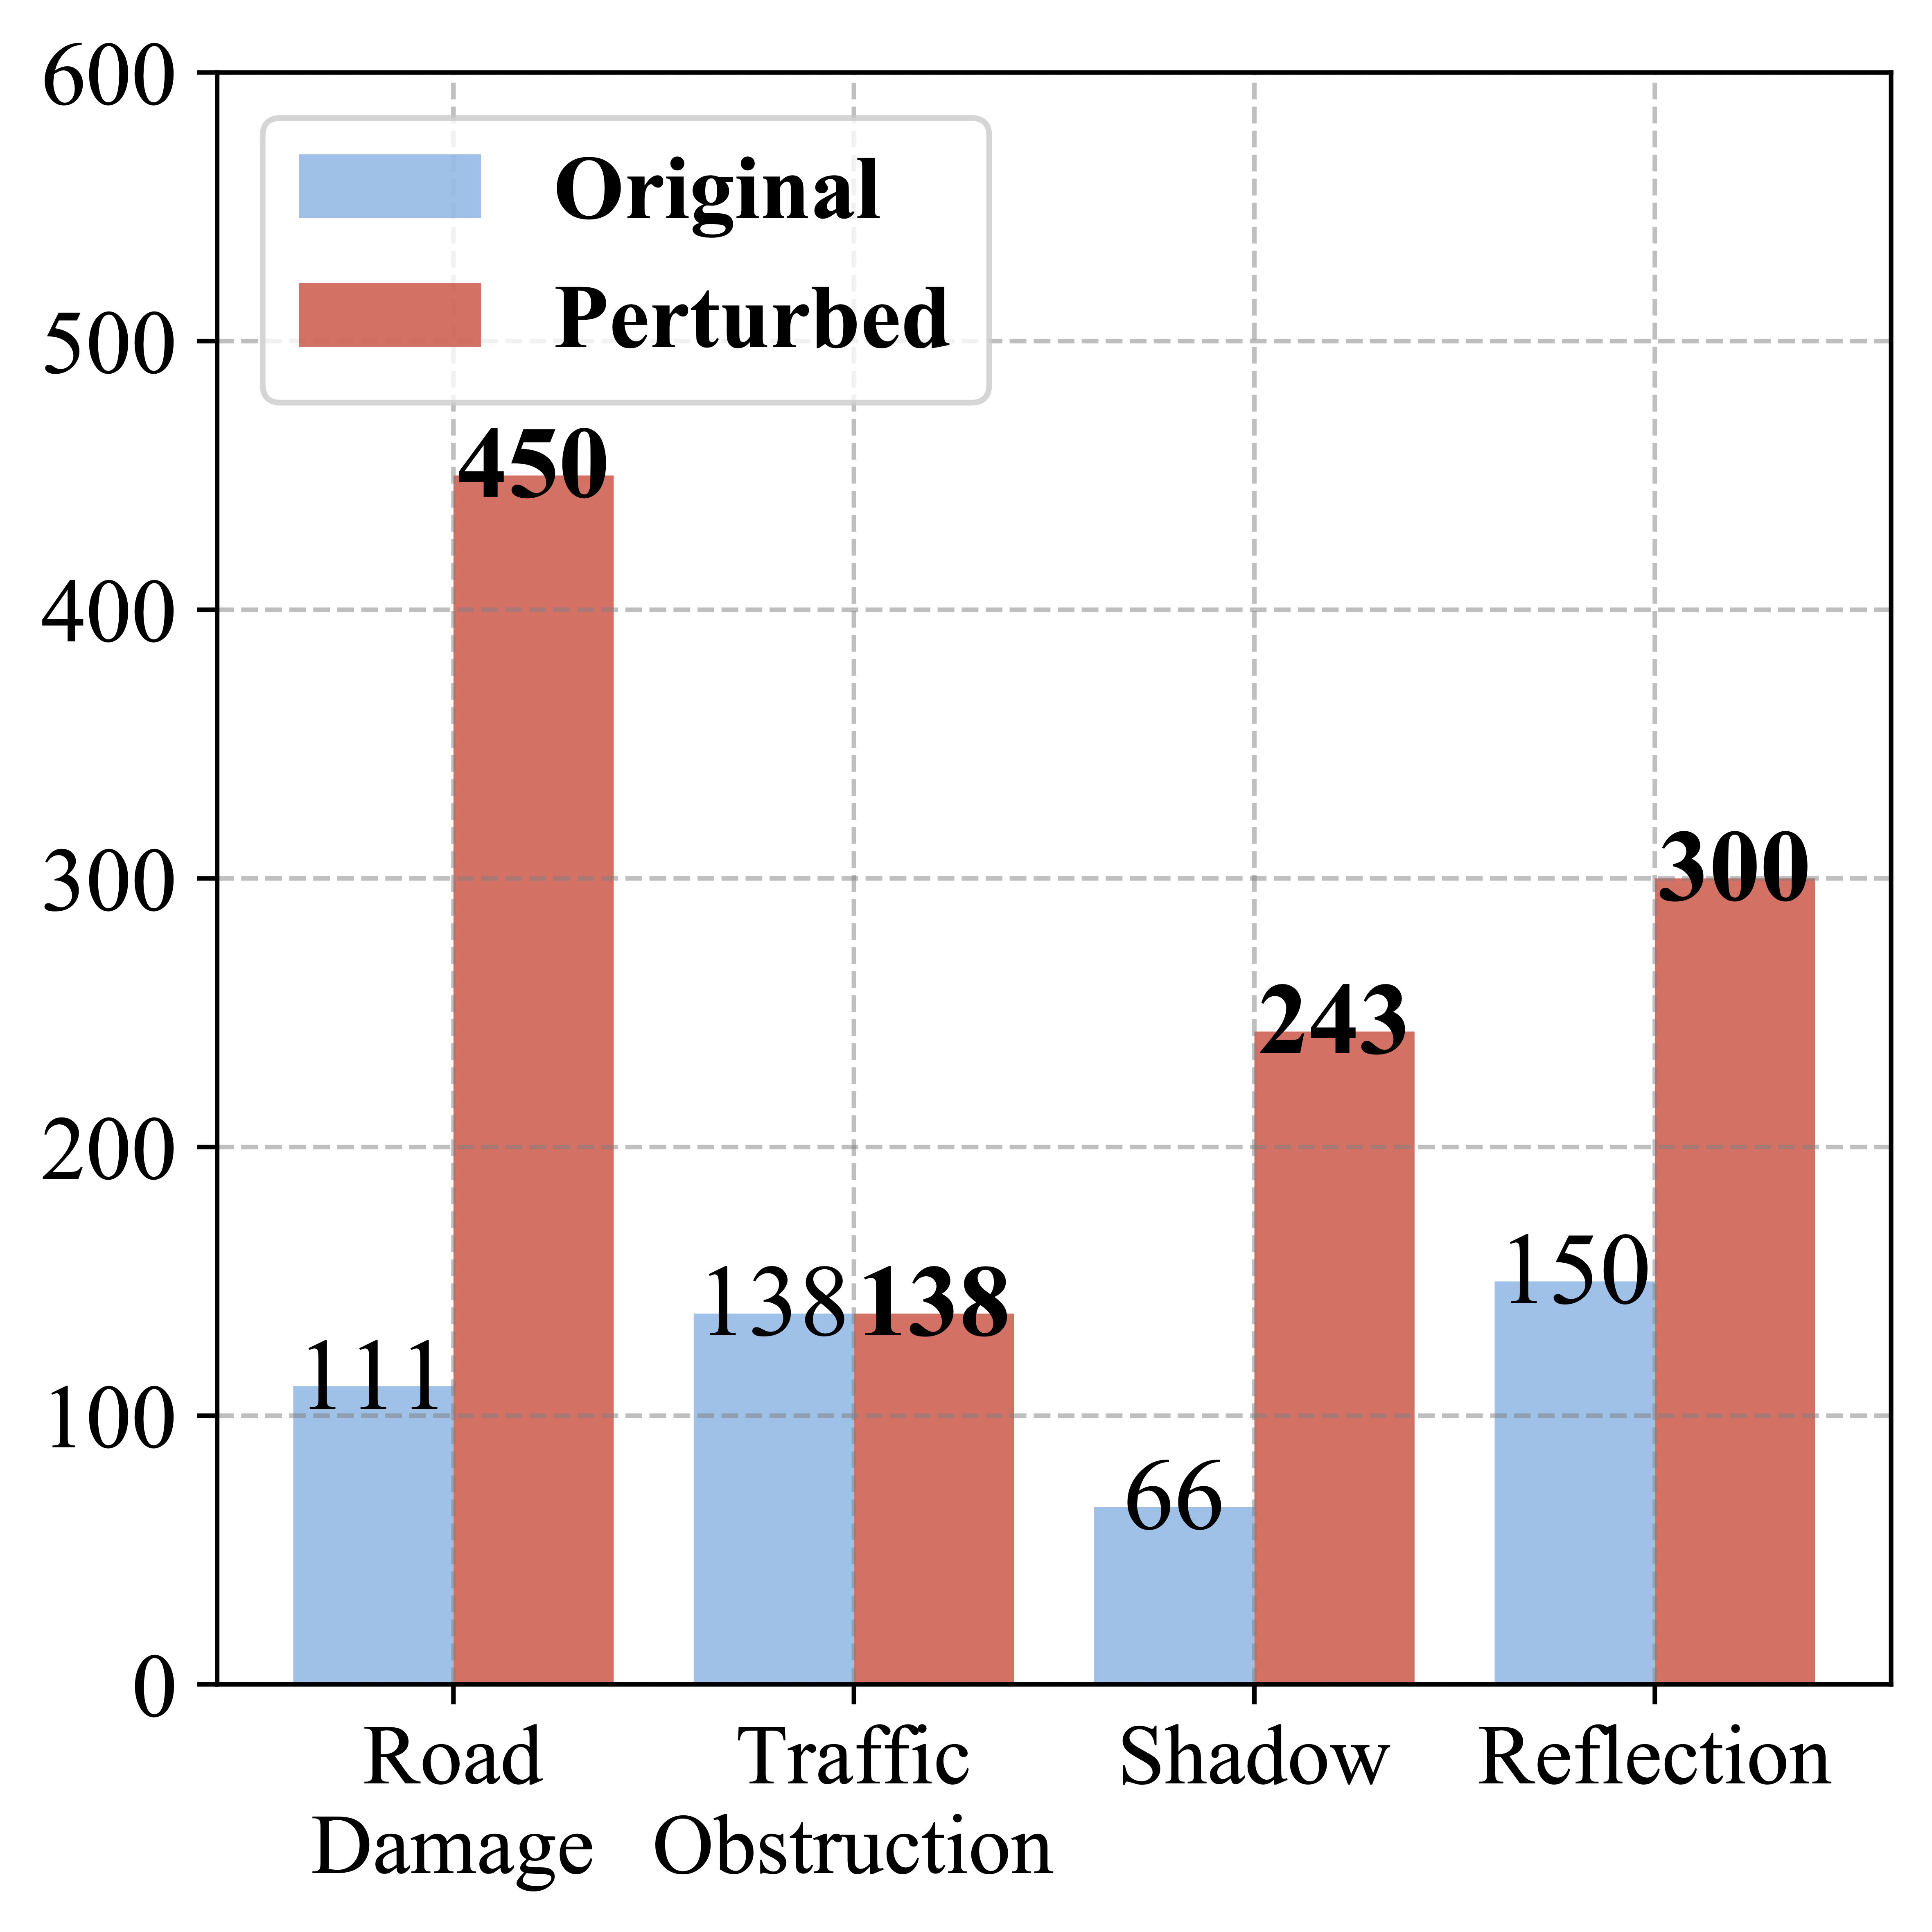 600
500
400
300
200
100
0
Original
Perturbed
450
300
243
150
138 138
111
66
Road Damage
Traffic Obstruction
Shadow
Reflection